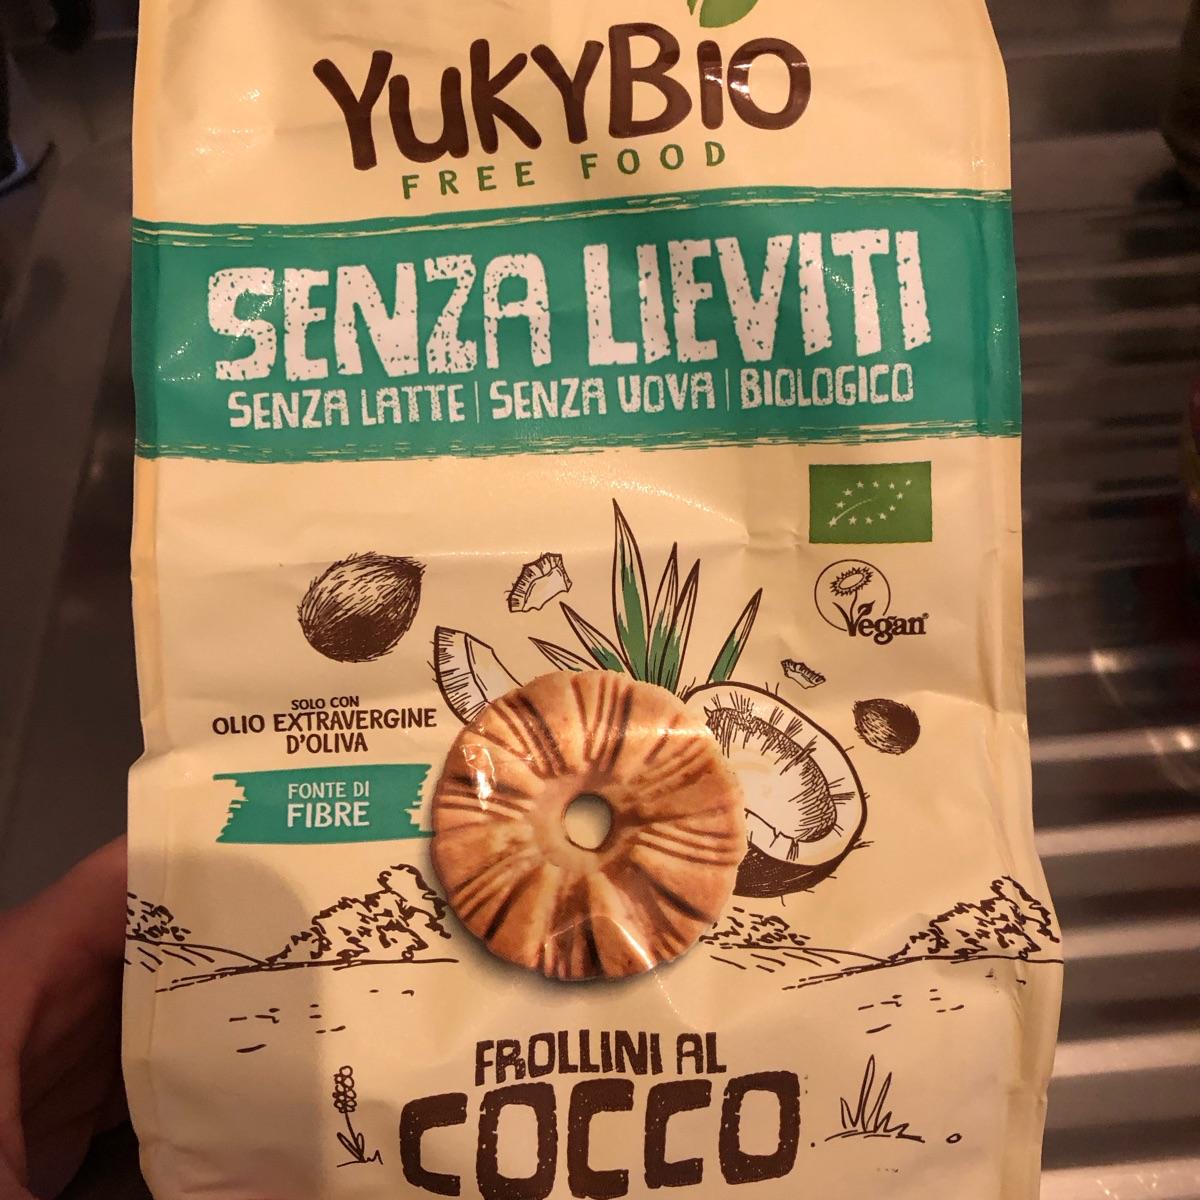 YUKYBIO
FREE FOOD
SENZA LIEVITI
SENZA LATTE | SENZA UOVA | BIOLOGICO
Vegan®
SOLO CON
OLIO EXTRAVERGINE
D'OLIVA
FONTE DI
FIBRE
FROLLINI AL
COCCO